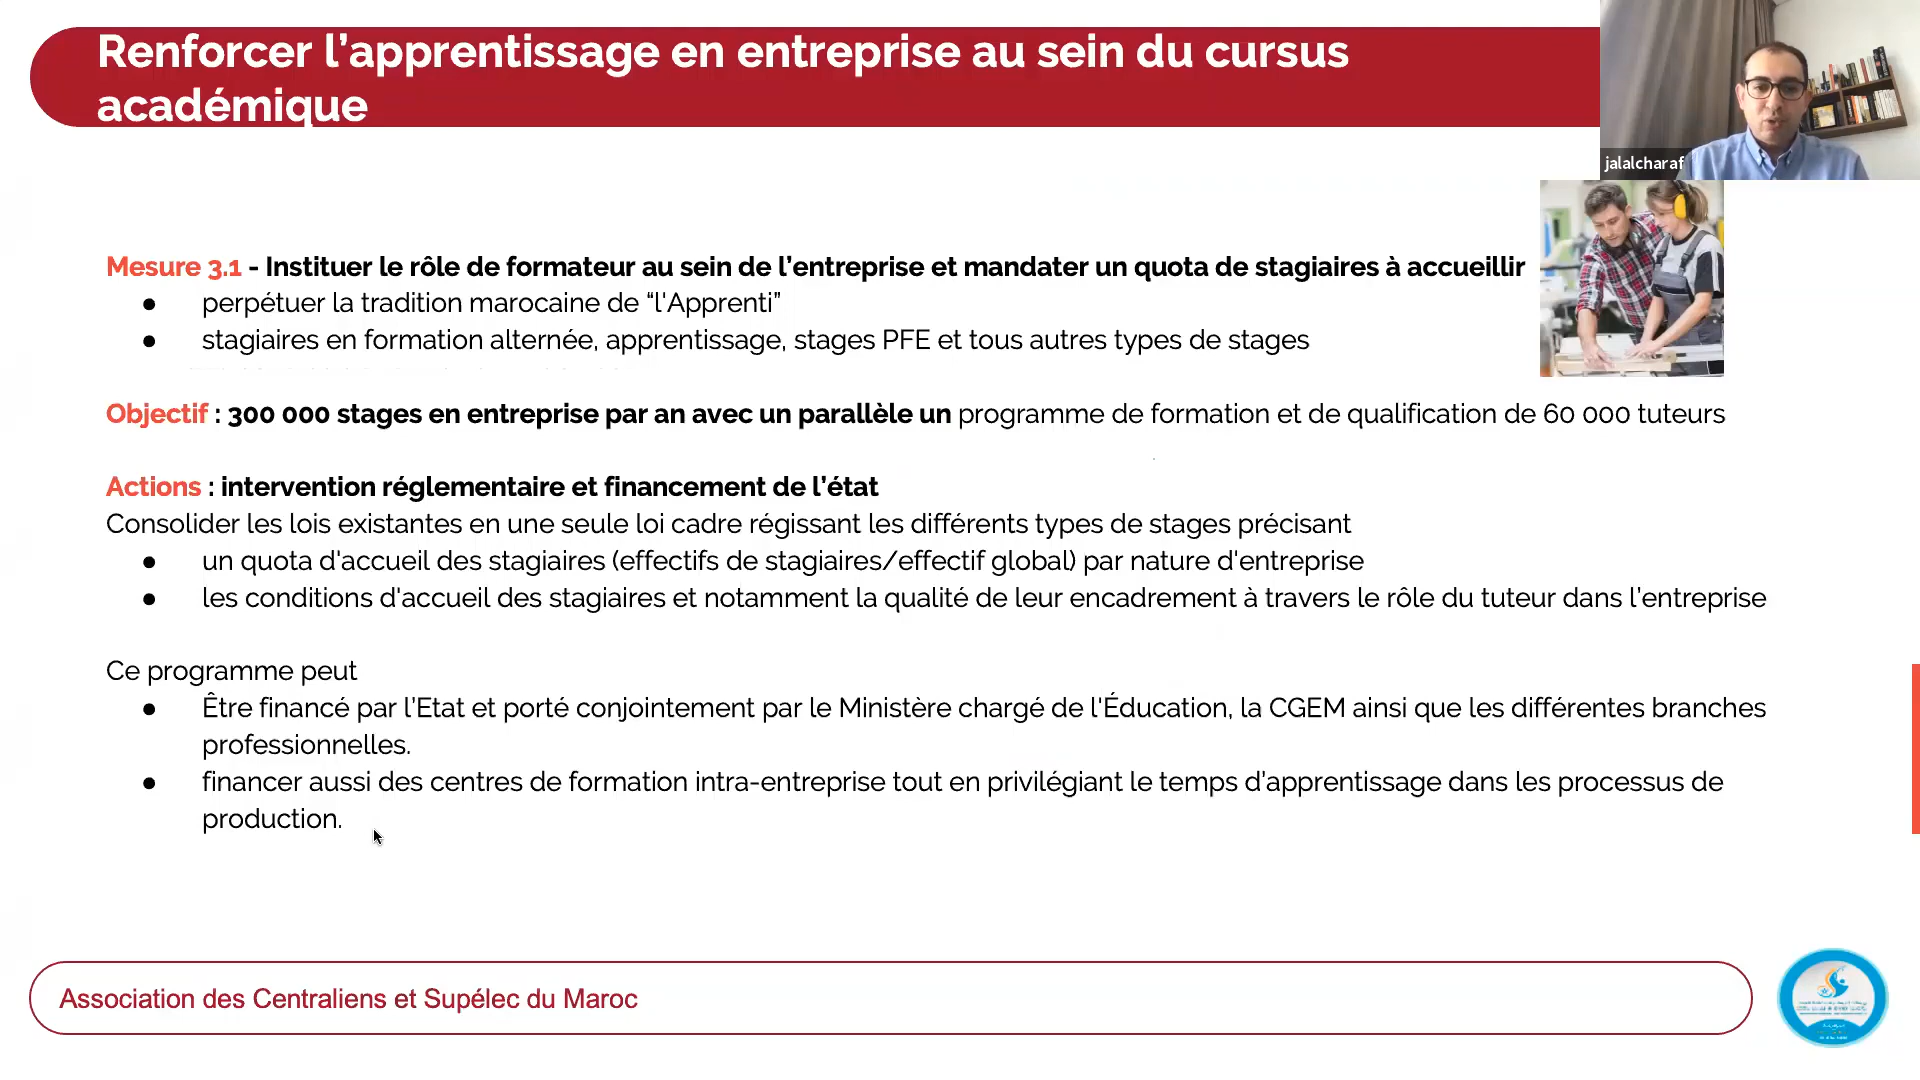 Renforcer l’apprentissage en entreprise au sein du cursus
académique
jalalcharaf
Mesure 3.1 - Instituer le rôle de formateur au sein de l’entreprise et mandater un quota de stagiaires à accueillir
● perpétuer la tradition marocaine de “l'Apprenti”
● stagiaires en formation alternée, apprentissage, stages PFE et tous autres types de stages
Objectif : 300 000 stages en entreprise par an avec un parallèle un programme de formation et de qualification de 60 000 tuteurs
Actions : intervention réglementaire et financement de l’état
Consolider les lois existantes en une seule loi cadre régissant les différents types de stages précisant
● un quota d'accueil des stagiaires (effectifs de stagiaires/effectif global) par nature d'entreprise
● les conditions d'accueil des stagiaires et notamment la qualité de leur encadrement à travers le rôle du tuteur dans l’entreprise
Ce programme peut
● Être financé par l’Etat et porté conjointement par le Ministère chargé de l'Éducation, la CGEM ainsi que les différentes branches
professionnelles.
● financer aussi des centres de formation intra-entreprise tout en privilégiant le temps d’apprentissage dans les processus de
production.
Association des Centraliens et Supélec du Maroc